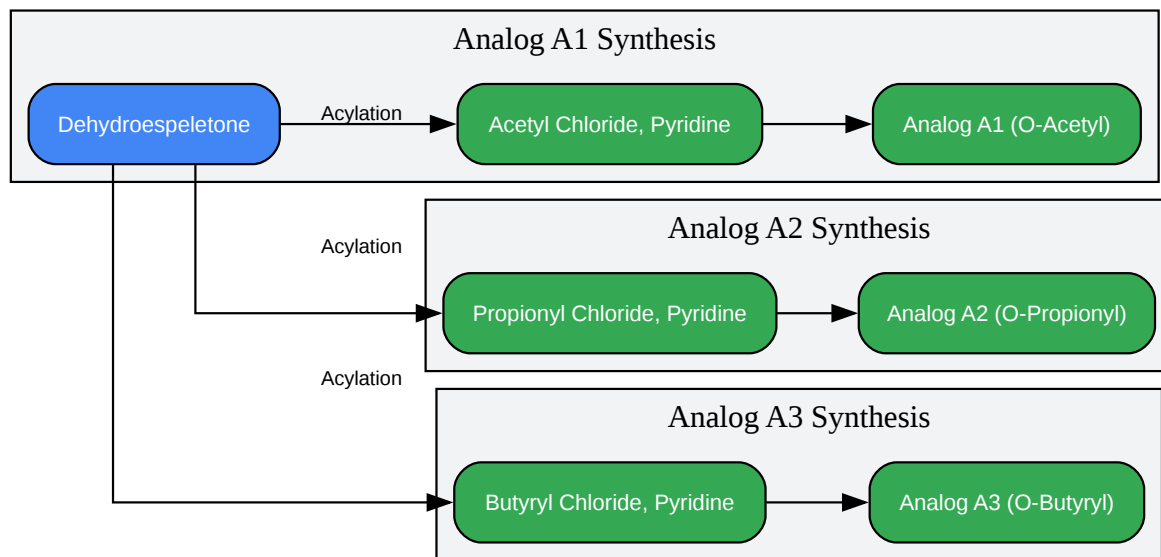 Analog A1 Synthesis
Dehydroespeletone
Acylation
Acetyl Chloride, Pyridine
Analog A1 (O-Acetyl)
Analog A2 Synthesis
Acylation
Propionyl Chloride, Pyridine
Analog A2 (O-Propionyl)
Acylation
Analog A3 Synthesis
Butyryl Chloride, Pyridine
Analog A3 (O-Butyryl)